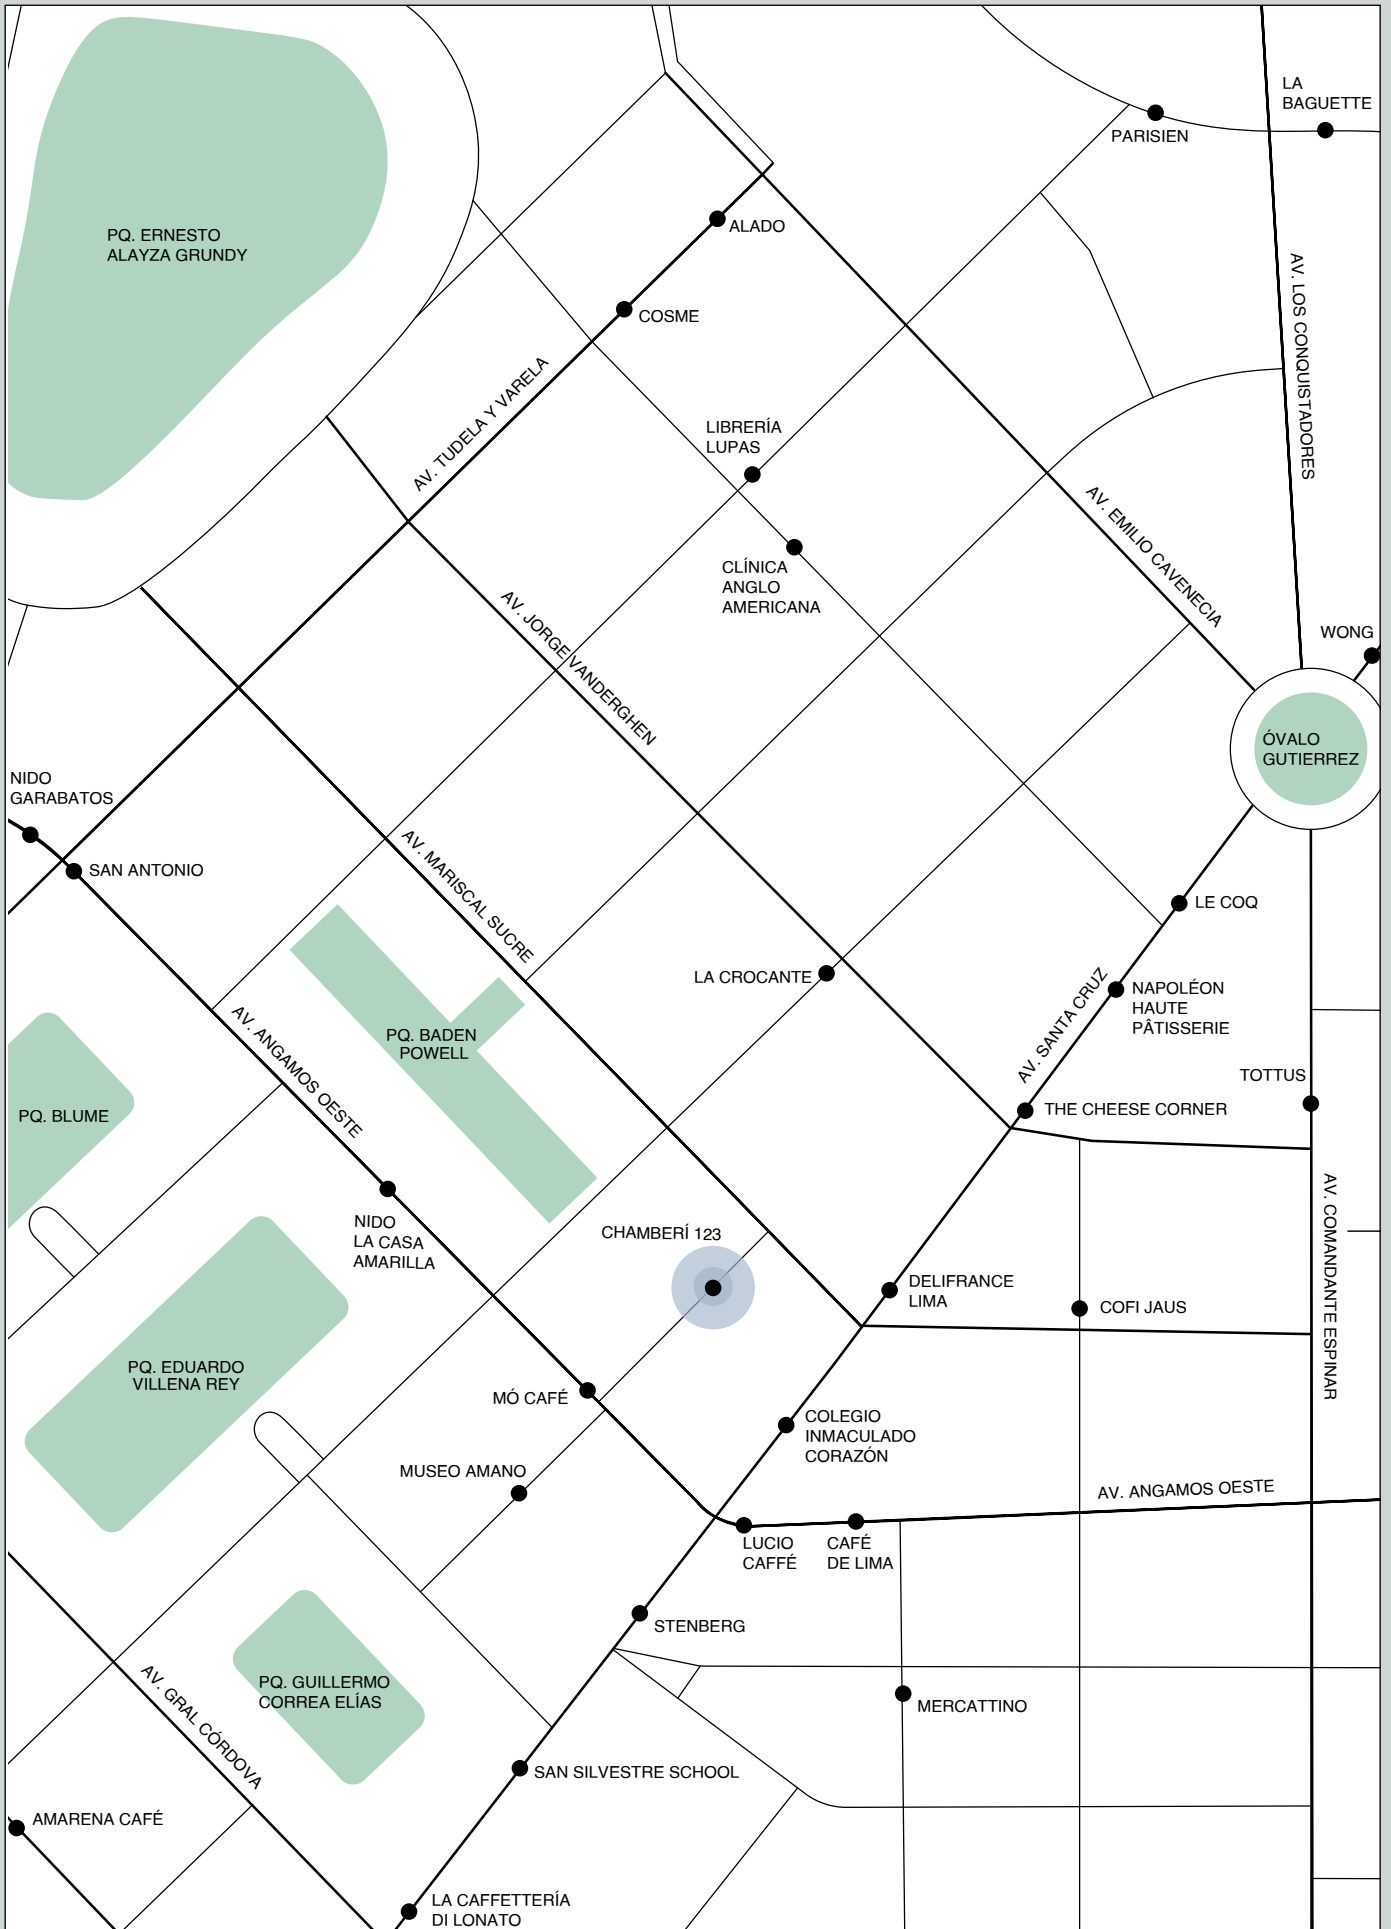 LA
BAGUETTE
PARISIEN
PQ. ERNESTO
ALAYZA GRUNDY
ALADO
COSME
AV. LOS CONQUISTADORES
AV. TUDELA Y VARELA
LIBRERÍA
LUPAS
AV. EMILIO CAVENECIA
CLÍNICA
ANGLO
AMERICANA
AV. JORGE VANDERGHEN
WONG
ÓVALO
GUTIERREZ
NIDO
GARABATOS
SAN ANTONIO
AV. MARISCAL SUCRE
LE COQ
LA CROCANTE
NAPOLÉON
HAUTE
PÂTISSERIE
AV. SANTA CRUZ
PQ. BADEN
POWELL
AV. ANGAMOS OESTE
TOTTUS
PQ. BLUME
THE CHEESE CORNER
NIDO
LA CASA
AMARILLA
CHAMBERÍ 123
AV. COMANDANTE ESPINAR
DELIFRANCE
LIMA
COFI JAUS
PQ. EDUARDO
VILLENA REY
MÓ CAFÉ
COLEGIO
INMACULADO
CORAZÓN
MUSEO AMANO
AV. ANGAMOS OESTE
LUCIO
CAFFÉ
CAFÉ
DE LIMA
STENBERG
PQ. GUILLERMO
CORREA ELÍAS
AV. GRAL CÓRDOVA
MERCATTINO
SAN SILVESTRE SCHOOL
AMARENA CAFÉ
LA CAFFETTERÍA
DI LONATO